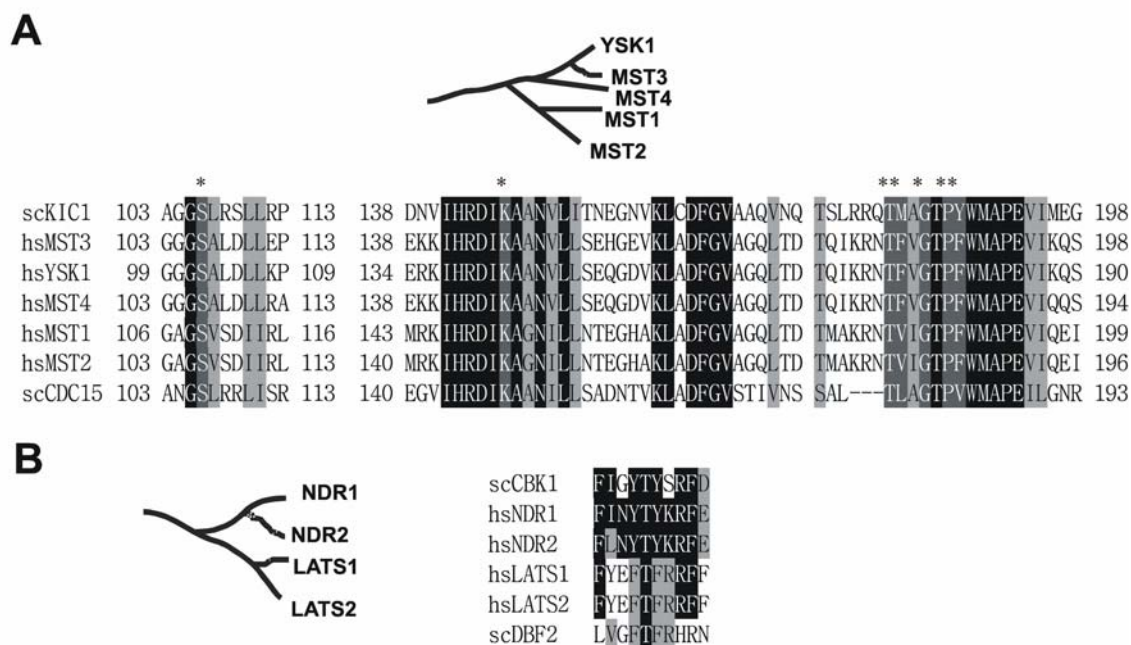 A
YSK1
MST3
MST4
MST1
MST2
* * ** * **
scKIC1 103 AGGSLRSLLRP 113 138 DNVIHRDIKAANVLITNEGNVKLCDFGVAAQVNQ TSLRRQTMAGTPYWMAPEVIMEG 198
hsMST3 103 GGGSALDLLEP 113 138 EKKIHRDIKAANVLLSEHGEVKLADFGVAGQLTD TQIKRNTFVGTPFWMAPEVIKQS 198
hsYSK1 99 GGGSALDLLKP 109 134 ERKIHRDIKAANVLLSEQGDVKLADFGVAGQLTD TQIKRNTFVGTPFWMAPEVIKQS 190
hsMST4 103 GGGSALDLLRA 113 138 EKKIHRDIKAANVLLSEQGDVKLADFGVAGQLTD TQIKRNTFVGTPFWMAPEVIQQS 194
hsMST1 106 GAGSVSDIIRL 116 143 MRKIHRDIKAGNILLNTEGHAKLADFGVAGQLTD TMAKRNTVIGTPFWMAPEVIQEI 199
hsMST2 103 GAGSVSDIIRL 113 140 MRKIHRDIKAGNILLNTEGHAKLADFGVAGQLTD TMAKRNTVIGTPFWMAPEVIQEI 196
scCDC15 103 ANGSLRRLISR 113 140 EGVIHRDIKAANILLSADNTVKLADFGVSTIVNS SAL---TLAGTPVWMAPEILGNR 193
B
NDR1
NDR2
LATS1
LATS2
scCBK1 FIGYTYSRFD
hsNDR1 FINYTYKRFE
hsNDR2 FLNYTYKRFE
hsLATS1 FYEFTFRRFF
hsLATS2 FYEFTFRRFF
scDBF2 LVGFTFRHRN